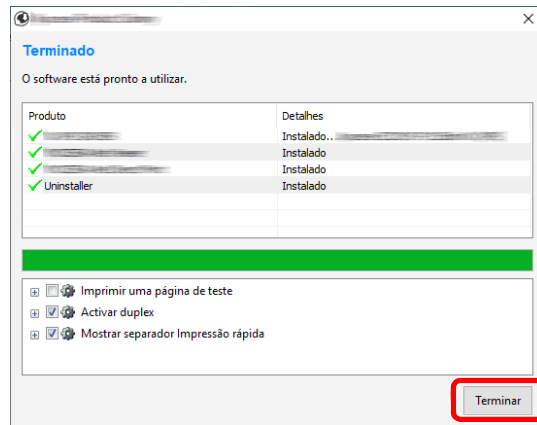 Terminado
O software está pronto a utilizar.
Produto Detalhes
Instalado..
Instalado
Instalado
Uninstaller Instalado
Imprimir uma página de teste
Activar duplex
Mostrar separador Impressão rápida
Terminar